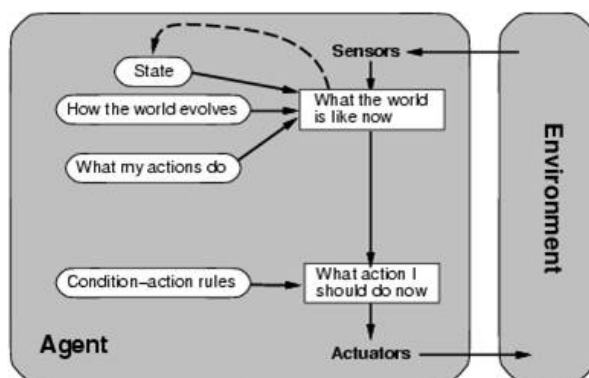 Sensors
State
How the world evolves
What the world
is like now
What my actions do
Condition–action rules
What action I
should do now
Agent
Actuators
Environment